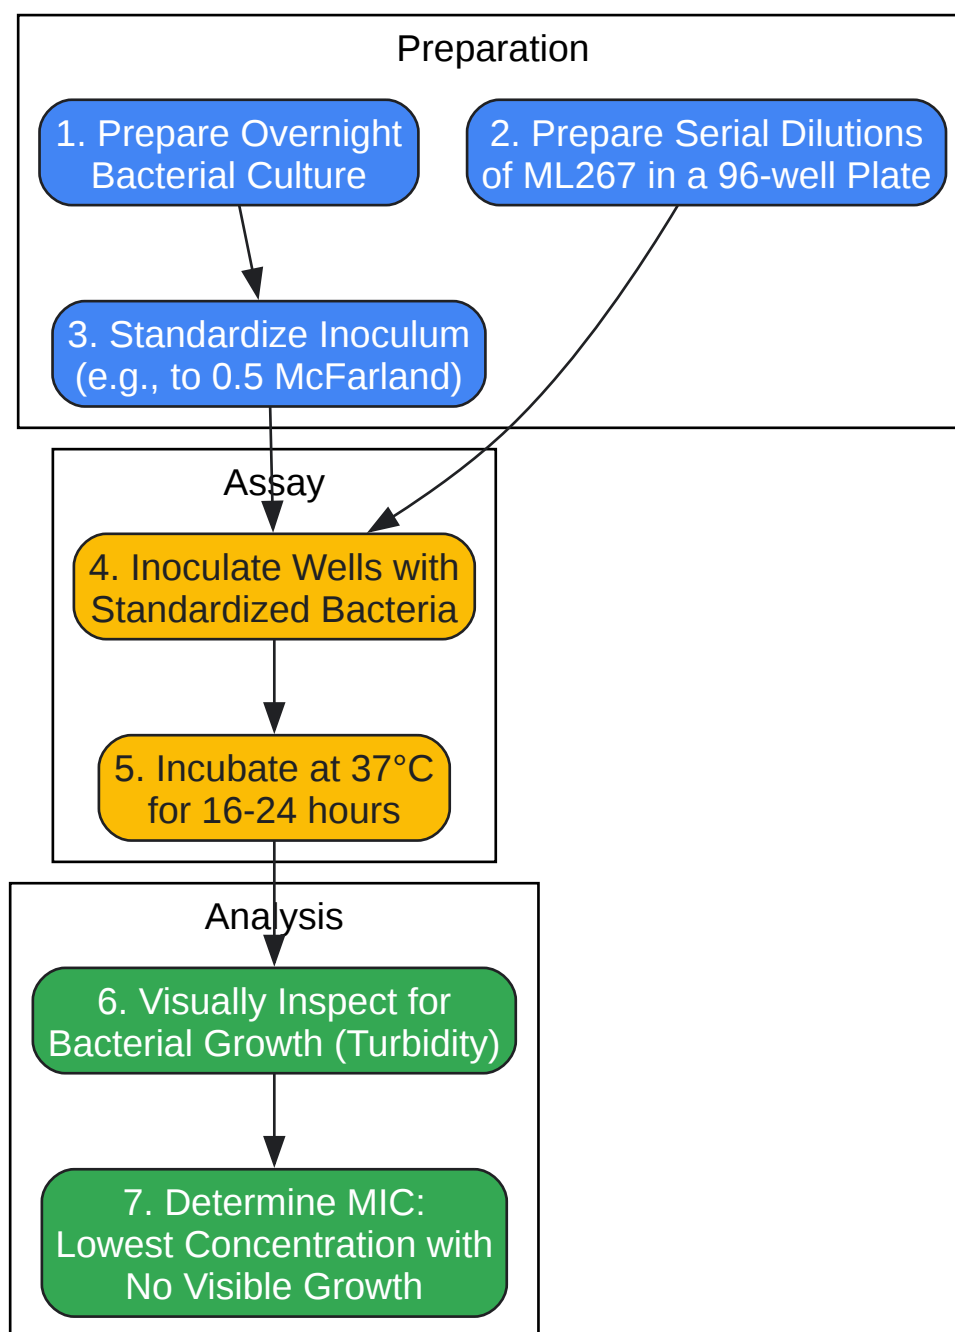 Preparation
1. Prepare Overnight
Bacterial Culture
2. Prepare Serial Dilutions
of ML267 in a 96-well Plate
3. Standardize Inoculum
(e.g., to 0.5 McFarland)
Assay
4. Inoculate Wells with
Standardized Bacteria
5. Incubate at 37°C
for 16-24 hours
Analysis
6. Visually Inspect for
Bacterial Growth (Turbidity)
7. Determine MIC:
Lowest Concentration with
No Visible Growth